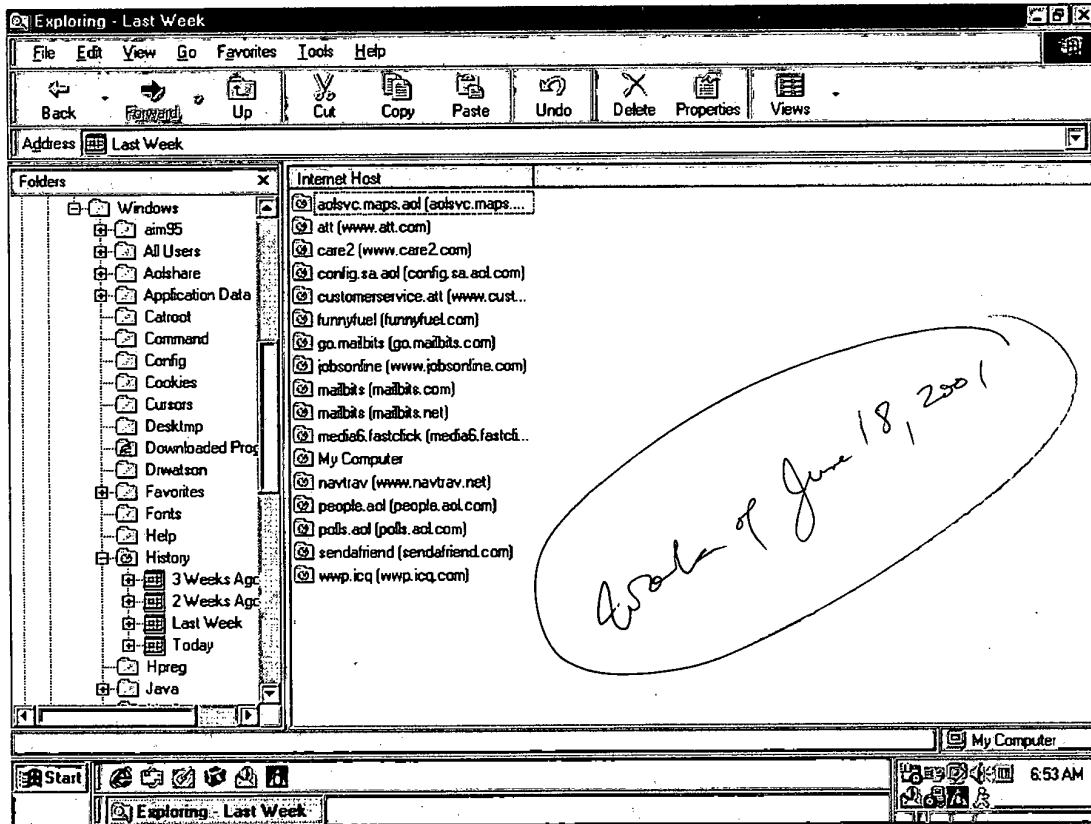 Exploring - Last Week
File Edit View Go Favorites Tools Help
Back Forward Up Cut Copy Paste Undo Delete Properties Views
Address Last Week
Folders
Windows
aim95
All Users
Aolshare
Application Data
Catroot
Command
Config
Cookies
Cursors
Desktmp
Downloaded Prog
Drwatson
Favorites
Fonts
Help
History
3 Weeks Ago
2 Weeks Ago
Last Week
Today
Hpreg
Java
Internet Host
aolsvc.maps.aol (aolsvc.maps....
att (www.att.com)
care2 (www.care2.com)
config.sa.aol (config.sa.aol.com)
customerservice.att (www.cust...
funnyfuel (funnyfuel.com)
go.mailbits (go.mailbits.com)
jobsonline (www.jobsonline.com)
mailbits (mailbits.com)
mailbits (mailbits.net)
media6.fastclick (media6.fastcli...
My Computer
navtrav (www.navtrav.net)
people.aol (people.aol.com)
polls.aol (polls.aol.com)
sendafriend (sendafriend.com)
wwp.icq (wwp.icq.com)
Week of June 18, 2001
My Computer
Start 6:53 AM
Exploring - Last Week